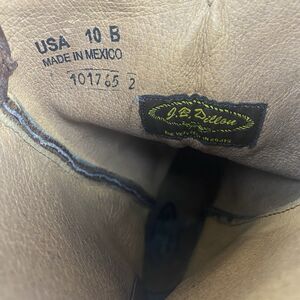 USA 10 B
MADE IN MEXICO
101765 2
J.B. Dillon